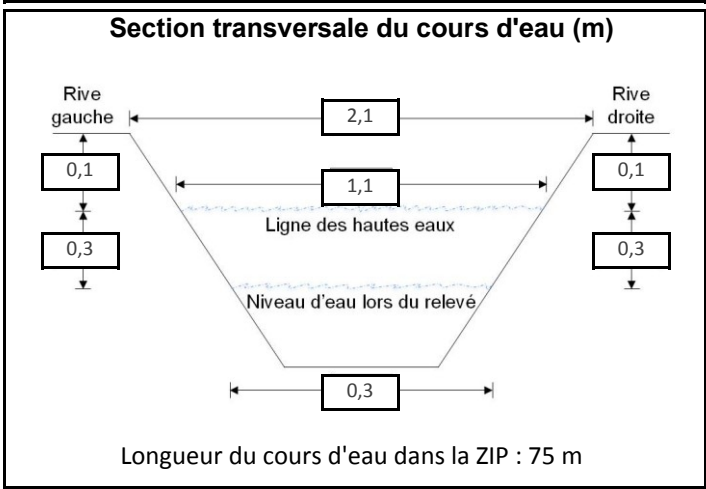 Section transversale du cours d'eau (m)
Rive
gauche
2,1
Rive
droite
0,1
1,1
0,1
Ligne des hautes eaux
0,3
0,3
Niveau d'eau lors du relevé
0,3
Longueur du cours d'eau dans la ZIP : 75 m